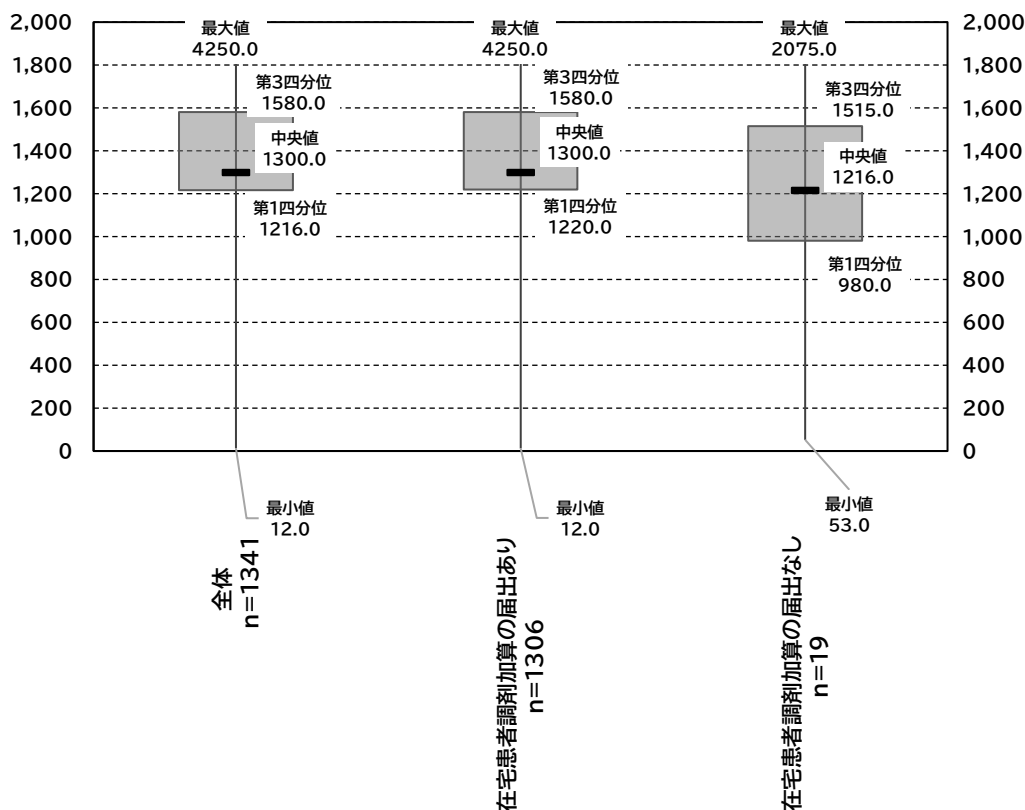 2,000
1,800
1,600
1,400
1,200
1,000
800
600
400
200
0
最大値
4250.0
第3四分位
1580.0
中央値
1300.0
第1四分位
1216.0
最小値
12.0
全体
n=1341
最大値
4250.0
第3四分位
1580.0
中央値
1300.0
第1四分位
1220.0
最小値
12.0
在宅患者調剤加算の届出あり
n=1306
最大値
2075.0
第3四分位
1515.0
中央値
1216.0
第1四分位
980.0
最小値
53.0
在宅患者調剤加算の届出なし
n=19
2,000
1,800
1,600
1,400
1,200
1,000
800
600
400
200
0